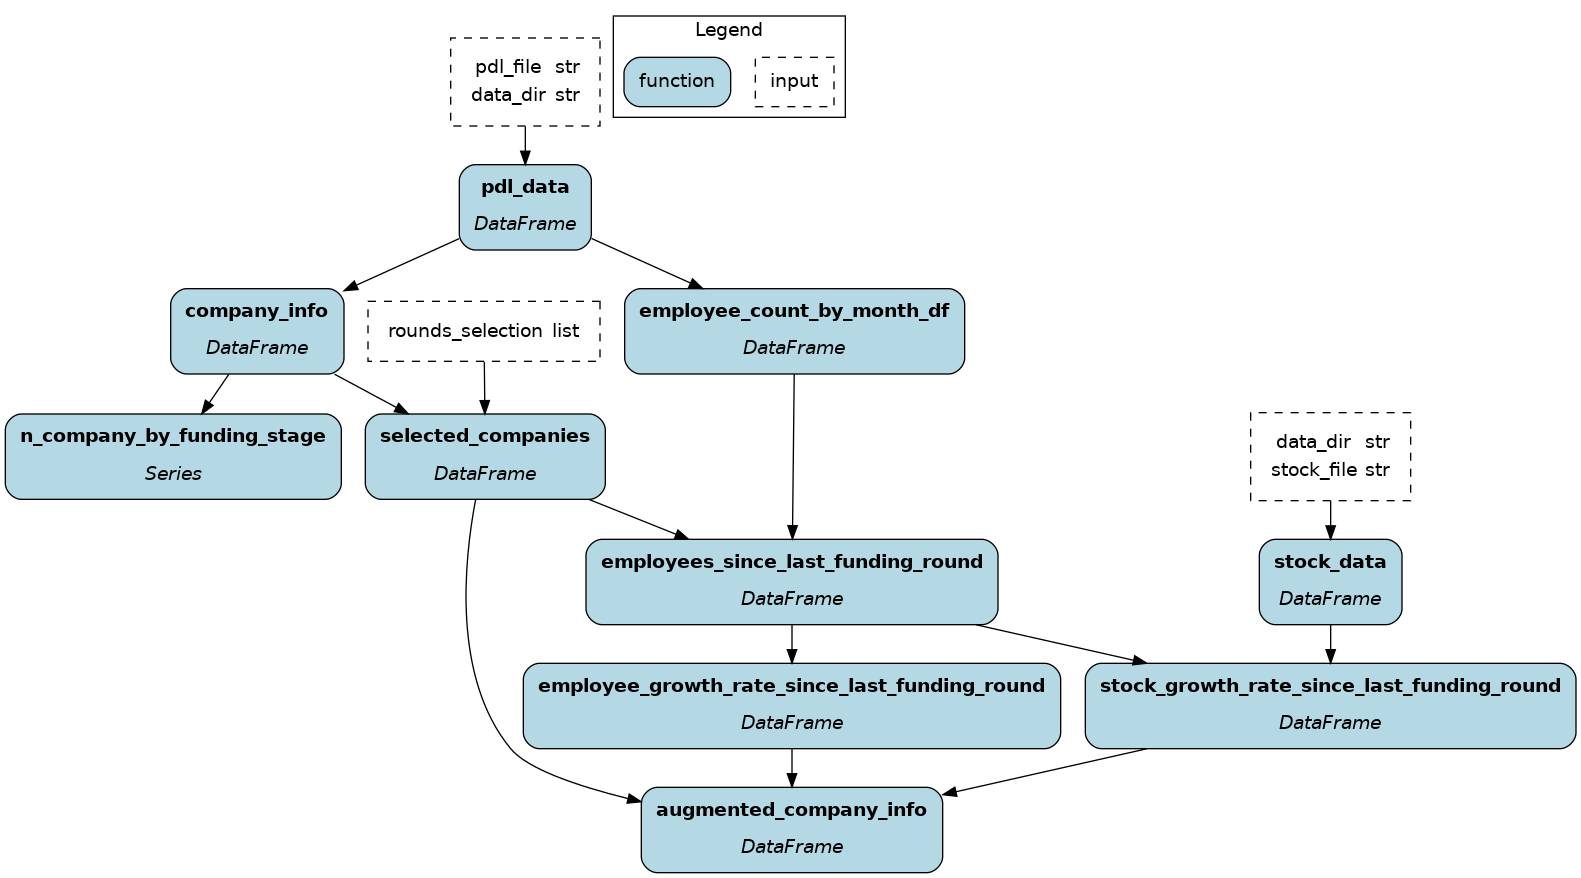 Legend
function
input
pdl_file str
data_dir str
pdl_data
DataFrame
company_info
DataFrame
rounds_selection list
employee_count_by_month_df
DataFrame
n_company_by_funding_stage
Series
selected_companies
DataFrame
data_dir str
stock_file str
employees_since_last_funding_round
DataFrame
stock_data
DataFrame
employee_growth_rate_since_last_funding_round
DataFrame
stock_growth_rate_since_last_funding_round
DataFrame
augmented_company_info
DataFrame